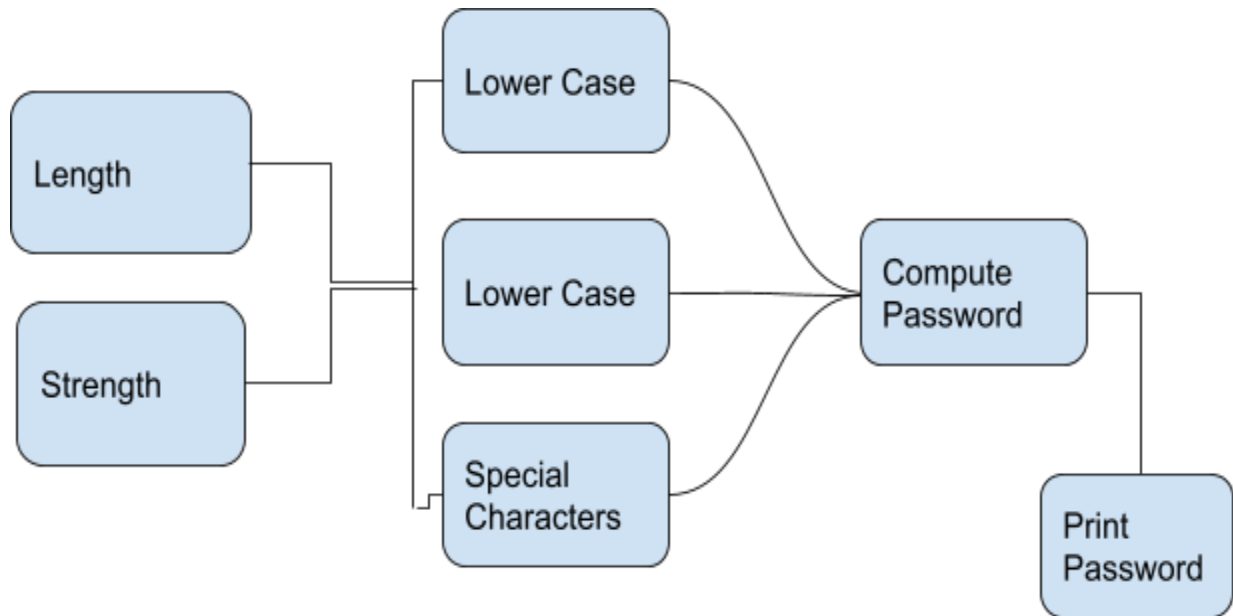 Length
Strength
Lower Case
Lower Case
Special
Characters
Compute
Password
Print
Password